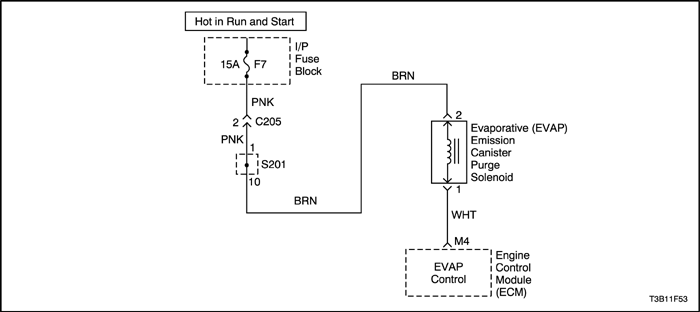 Hot in Run and Start
I/P
Fuse
Block
15A F7
PNK
2 C205
PNK
1
S201
10
BRN
BRN
2
Evaporative (EVAP)
Emission
Canister
Purge
Solenoid
1
WHT
M4
EVAP
Control
Engine
Control
Module
(ECM)
T3B11F53